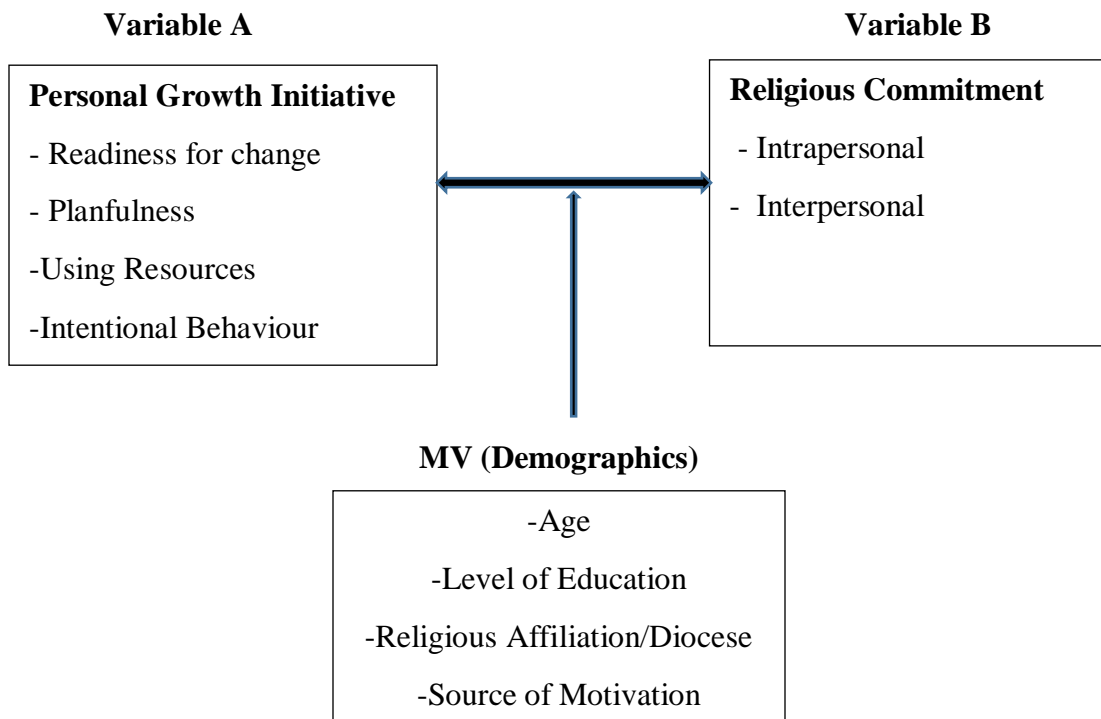 Variable A
Variable B
Personal Growth Initiative
- Readiness for change
- Planfulness
-Using Resources
-Intentional Behaviour
Religious Commitment
- Intrapersonal
- Interpersonal
MV (Demographics)
-Age
-Level of Education
-Religious Affiliation/Diocese
-Source of Motivation